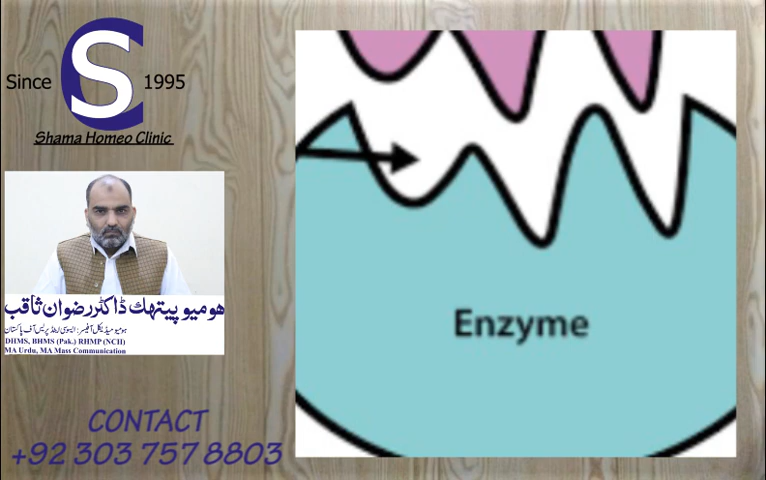 Since
CS
1995
Shama Homeo Clinic
ہومیو پیتھک ڈاکٹر رضوان ثاقب
DHMS, BHMS (Pak.) RHMP (NCH)
MA Urdu, MA Mass Communication
CONTACT
+92 303 757 8803
Enzyme